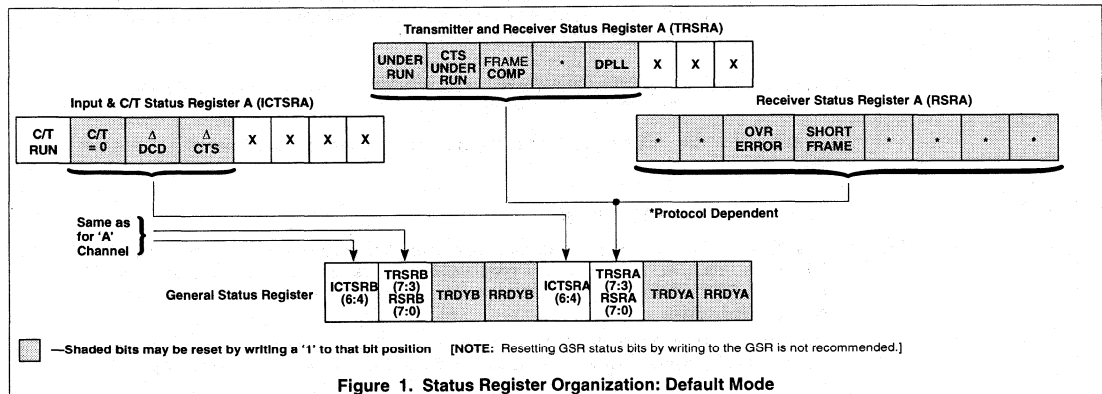 Transmitter and Receiver Status Register A (TRSRA)
UNDER RUN
CTS UNDER RUN
FRAME COMP
*
DPLL
X
X
X
Input & C/T Status Register A (ICTSRA)
C/T RUN
C/T = 0
Δ DCD
Δ CTS
X
X
X
X
Receiver Status Register A (RSRA)
*
*
OVR ERROR
SHORT FRAME
*
*
*
*
*Protocol Dependent
Same as
for 'A'
Channel
General Status Register
ICTSRB (6:4)
TRSRB (7:3) RSRB (7:0)
TRDYB
RRDYB
ICTSRA (6:4)
TRSRA (7:3) RSRA (7:0)
TRDYA
RRDYA
—Shaded bits may be reset by writing a '1' to that bit position [NOTE: Resetting GSR status bits by writing to the GSR is not recommended.]
Figure 1. Status Register Organization: Default Mode